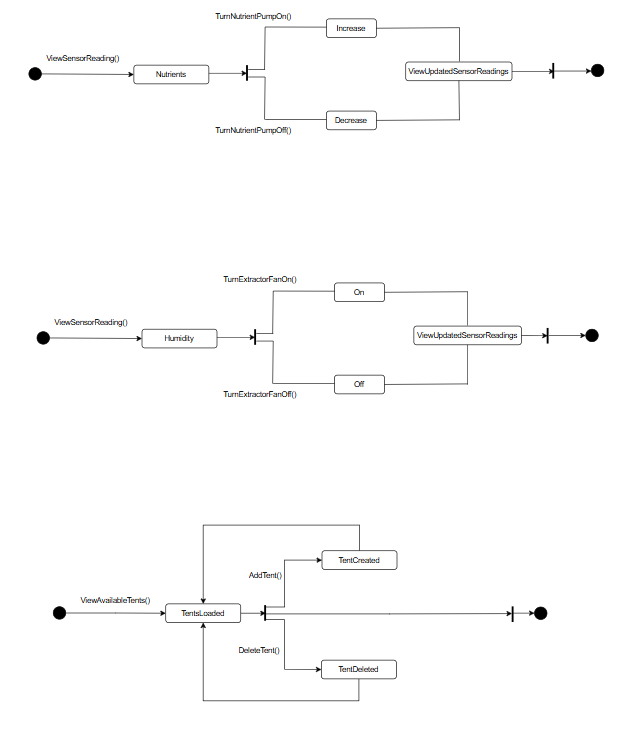 TurnNutrientPumpOn()
Increase
ViewSensorReading()
Nutrients
ViewUpdatedSensorReadings
Decrease
TurnNutrientPumpOff()
TurnExtractorFanOn()
On
ViewSensorReading()
Humidity
ViewUpdatedSensorReadings
Off
TurnExtractorFanOff()
TentCreated
AddTent()
ViewAvailableTents()
TentsLoaded
DeleteTent()
TentDeleted